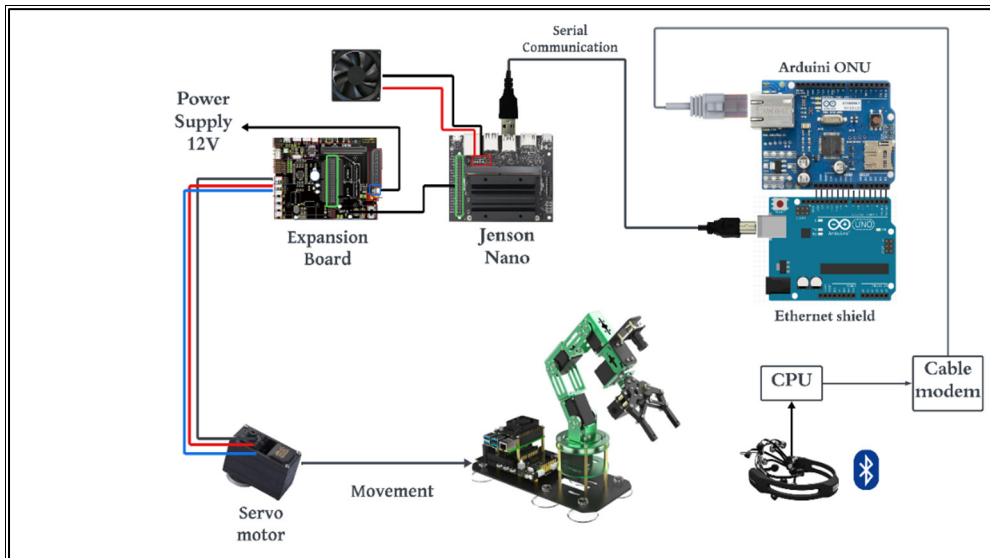 Serial
Communication
Arduini ONU
Power
Supply
12V
Expansion
Board
Jenson
Nano
UNO
Ethernet shield
CPU
Cable
modem
Movement
Servo
motor